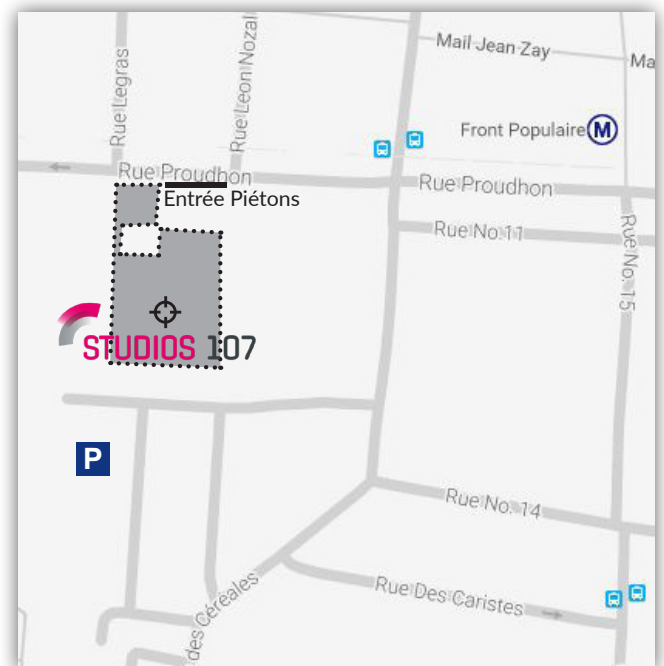 Mail Jean Zay
Ma
Front Populaire M
Rue Legras
Rue Leon Nozal
Rue Proudhon
Rue Proudhon
Entrée Piétons
Rue No.11
Rue No. 15
STUDIOS 107
P
Rue No. 14
des Céréales
Rue Des Caristes